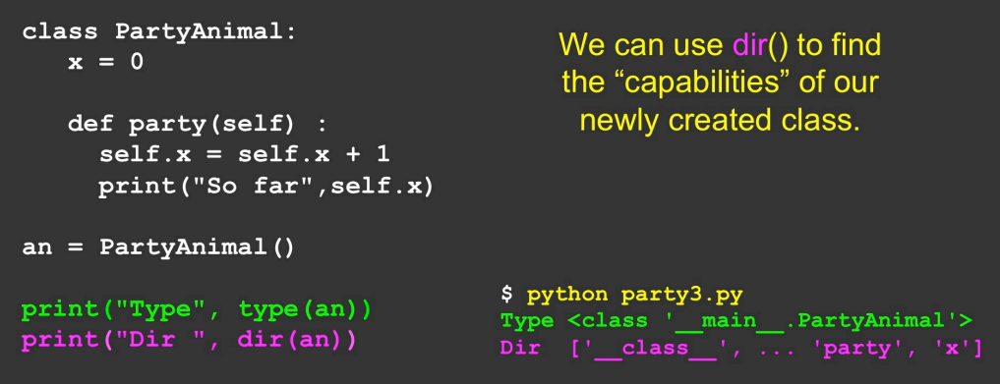 class PartyAnimal:
   x = 0
   def party(self) :
     self.x = self.x + 1
     print("So far",self.x)
an = PartyAnimal()
print("Type", type(an))
print("Dir ", dir(an))
We can use dir() to find
the “capabilities” of our
newly created class.
$ python party3.py
Type <class '__main__.PartyAnimal'>
Dir  ['__class__', ... 'party', 'x']